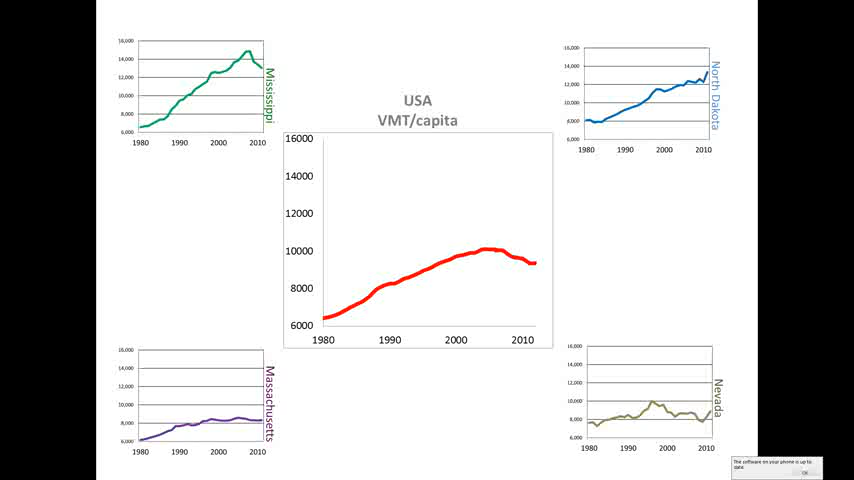 16,000
14,000
12,000
10,000
8,000
6,000
1980 1990 2000 2010
Mississippi
USA
VMT/capita
16000
14000
12000
10000
8000
6000
1980 1990 2000 2010
16,000
14,000
12,000
10,000
8,000
6,000
1980 1990 2000 2010
North Dakota
16,000
14,000
12,000
10,000
8,000
6,000
1980 1990 2000 2010
Massachusetts
16,000
14,000
12,000
10,000
8,000
6,000
1980 1990 2000 2010
Nevada
The software on your phone is up to
date
OK